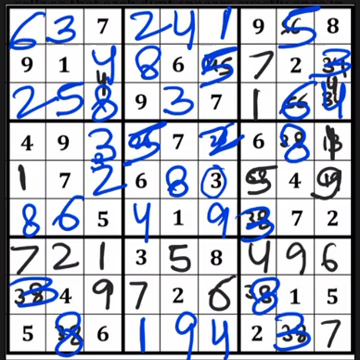 6 3 7 2 4 1 9 5 8
9 1 4 8 6 5 7 2 3
2 5 8 9 3 7 1 6 4
4 9 3 5 7 2 6 8 1
1 7 2 6 8 3 5 4 9
8 6 5 4 1 9 3 7 2
7 2 1 3 5 8 4 9 6
3 4 9 7 2 6 8 1 5
5 8 6 1 9 4 2 3 7